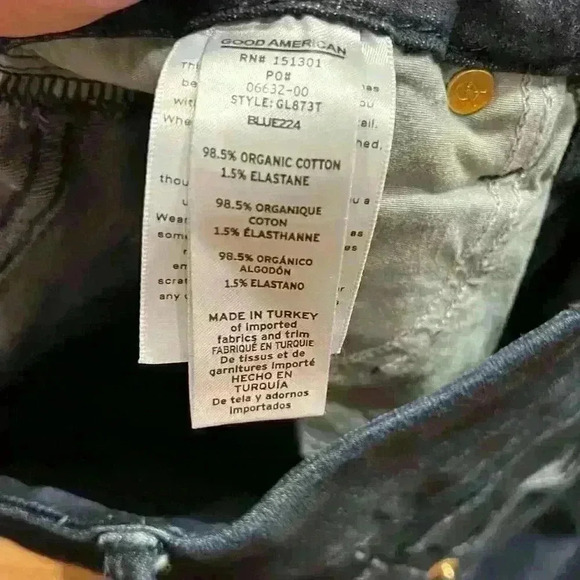 GOOD AMERICAN
RN# 151301
PO#
06632-00
STYLE: GL873T
BLUE224
98.5% ORGANIC COTTON
1.5% ELASTANE
98.5% ORGANIQUE
COTON
1.5% ÉLASTHANNE
98.5% ORGÁNICO
ALGODÓN
1.5% ELASTANO
MADE IN TURKEY
of imported
fabrics and trim
FABRIQUÉ EN TURQUIE
De tissus et de
garnitures importé
HECHO EN
TURQUÍA
De tela y adornos
importados